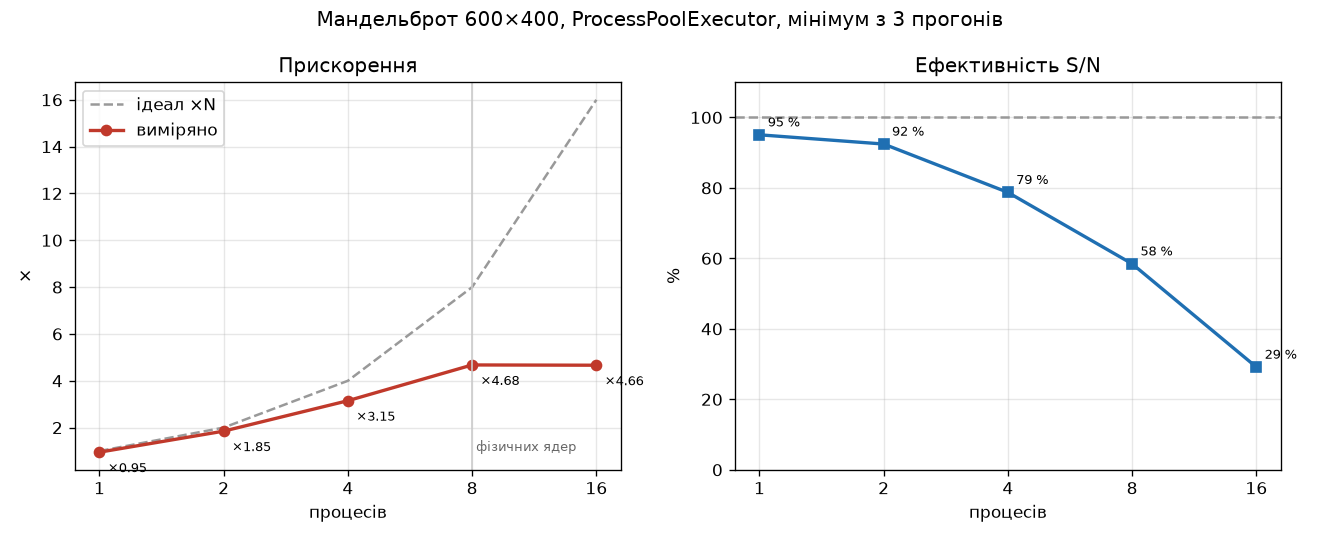 Мандельброт 600×400, ProcessPoolExecutor, мінімум з 3 прогонів
Прискорення
ідеал ×N
виміряно
16
14
12
10
8
6
4
2
×
×0.95
×1.85
×3.15
×4.68
×4.66
фізичних ядер
1 2 4 8 16
процесів
Ефективність S/N
100
80
60
40
20
0
%
95 %
92 %
79 %
58 %
29 %
1 2 4 8 16
процесів